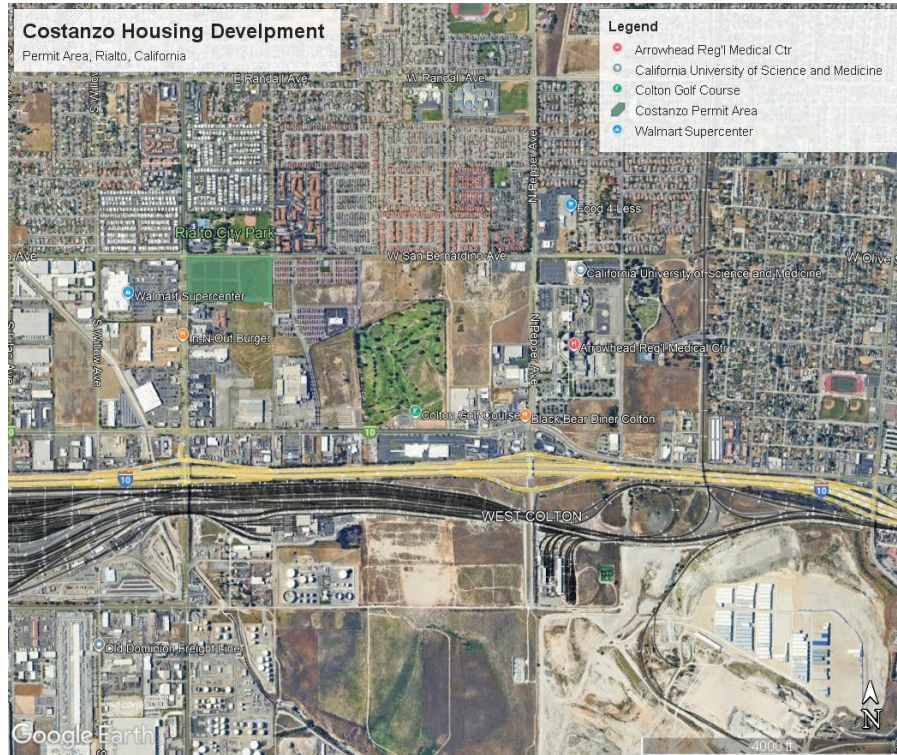 Costanzo Housing Develpment
Permit Area, Rialto, California
Legend
Arrowhead Reg'l Medical Ctr
California University of Science and Medicine
Colton Golf Course
Costanzo Permit Area
Walmart Supercenter
E Randall Ave
W Randall Ave
N Pepper Ave
Food 4 Less
Rialto City Park
W San Bernardino Ave
o Ave
W Olive S
California University of Science and Medicine
Walmart Supercenter
In-N-Out Burger
S Willow Ave
N Pepper Ave
Arrowhead Reg'l Medical Ctr
Colton Golf Course
Black Bear Diner Colton
10
10
10
10
WEST COLTON
Old Dominion Freight Line
Google Earth
4000 ft
N